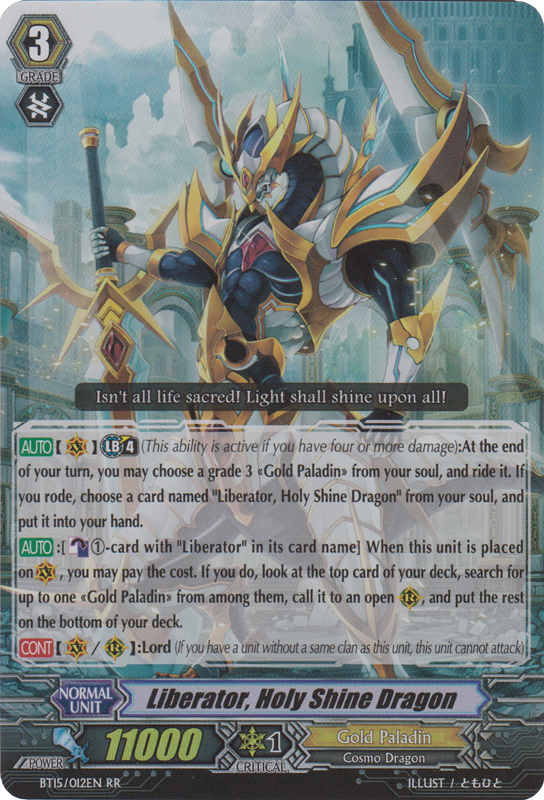 3
GRADE
Isn't all life sacred! Light shall shine upon all!
AUTO【 V 】 LB 4 (This ability is active if you have four or more damage):At the end
of your turn, you may choose a grade 3 «Gold Paladin» from your soul, and ride it. If
you rode, choose a card named "Liberator, Holy Shine Dragon" from your soul, and
put it into your hand.
AUTO:[ ①-card with "Liberator" in its card name] When this unit is placed
on V , you may pay the cost. If you do, look at the top card of your deck, search for
up to one «Gold Paladin» from among them, call it to an open R , and put the rest
on the bottom of your deck.
CONT【 V / R 】:Lord (If you have a unit without a same clan as this unit, this unit cannot attack)
NORMAL
UNIT
Liberator, Holy Shine Dragon
POWER
11000
1
CRITICAL
Gold Paladin
Cosmo Dragon
BT15/012EN RR
ILLUST / ともひと